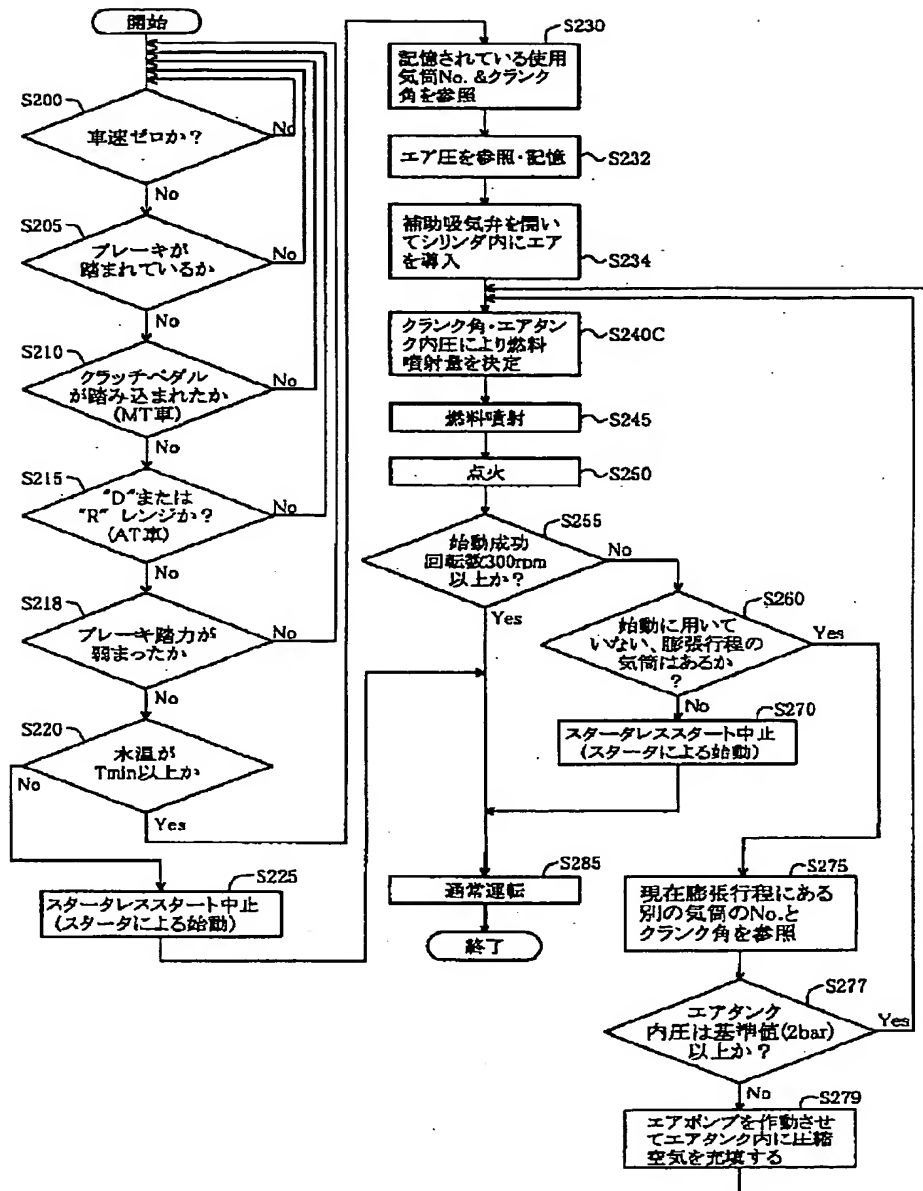 開始
S200
車速ゼロか?
No
No
S205
ブレーキが
踏まれているか
No
No
S210
クラッチペダル
が踏み込まれたか
(MT車)
No
No
S215
"D"または
"R" レンジか?
(AT車)
No
No
S218
ブレーキ踏力が
弱まったか
No
No
S220
水温が
Tmin以上か
No
Yes
S225
スタータレススタート中止
(スタータによる始動)
S230
記憶されている使用
気筒No.&クランク
角を参照
エア圧を参照・記憶
S232
補助吸気弁を開い
てシリンダ内にエア
を導入
S234
クランク角・エアタン
ク内圧により燃料
噴射量を決定
S240C
燃料噴射
S245
点火
S250
S255
始動成功
回転数300rpm
以上か?
No
Yes
S260
始動に用いて
いない、膨張行程の
気筒はあるか
?
Yes
No
S270
スタータレススタート中止
(スタータによる始動)
S285
通常運転
終了
S275
現在膨張行程にある
別の気筒のNo.と
クランク角を参照
S277
エアタンク
内圧は基準値(2bar)
以上か?
Yes
No
S279
エアポンプを作動させ
てエアタンク内に圧縮
空気を充填する